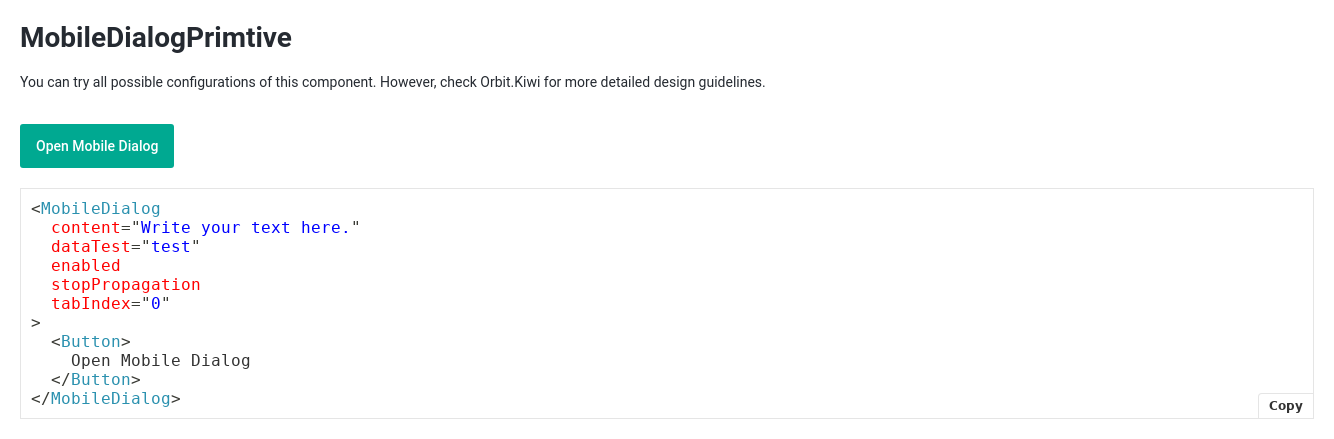 MobileDialogPrimtive
You can try all possible configurations of this component. However, check Orbit.Kiwi for more detailed design guidelines.
Open Mobile Dialog
<MobileDialog
  content="Write your text here."
  dataTest="test"
  enabled
  stopPropagation
  tabIndex="0"
>
  <Button>
    Open Mobile Dialog
  </Button>
</MobileDialog>
Copy